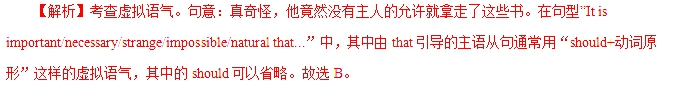 【解析】考查虚拟语气。句意：真奇怪，他竟然没有主人的允许就拿走了这些书。在句型”It is
important/necessary/strange/impossible/natural that...”中，其中由 that 引导的主语从句通常用“should+动词原
形”这样的虚拟语气，其中的 should 可以省略。故选 B。